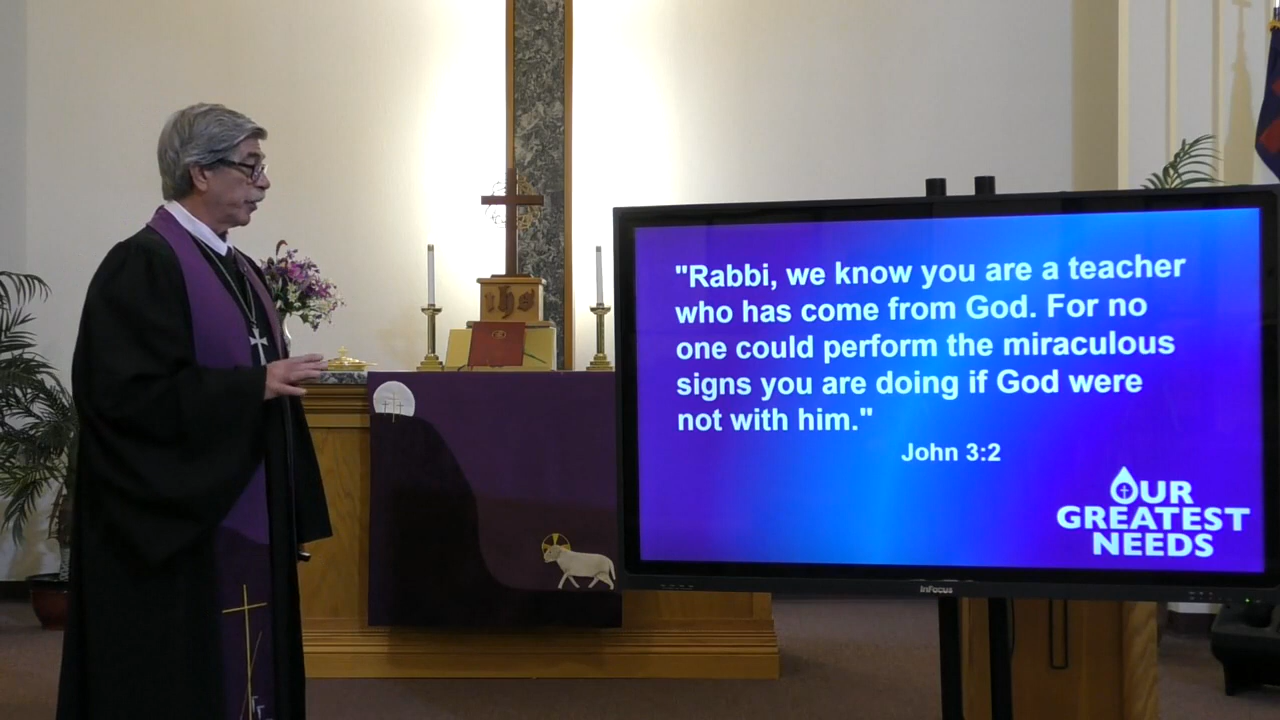 ihs
"Rabbi, we know you are a teacher
who has come from God. For no
one could perform the miraculous
signs you are doing if God were
not with him."
John 3:2
OUR
GREATEST
NEEDS
InFocus